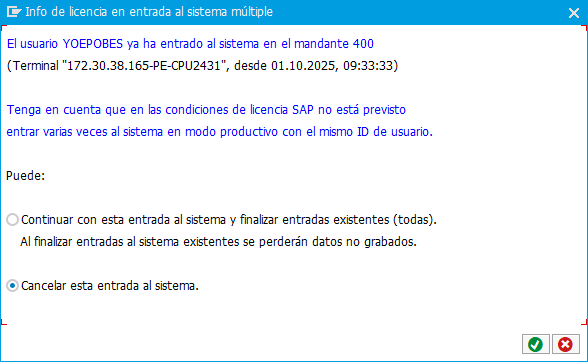 Info de licencia en entrada al sistema múltiple
El usuario YOEPOBES ya ha entrado al sistema en el mandante 400
(Terminal "172.30.38.165-PE-CPU2431", desde 01.10.2025, 09:33:33)
Tenga en cuenta que en las condiciones de licencia SAP no está previsto
entrar varias veces al sistema en modo productivo con el mismo ID de usuario.
Puede:
Continuar con esta entrada al sistema y finalizar entradas existentes (todas).
Al finalizar entradas al sistema existentes se perderán datos no grabados.
Cancelar esta entrada al sistema.